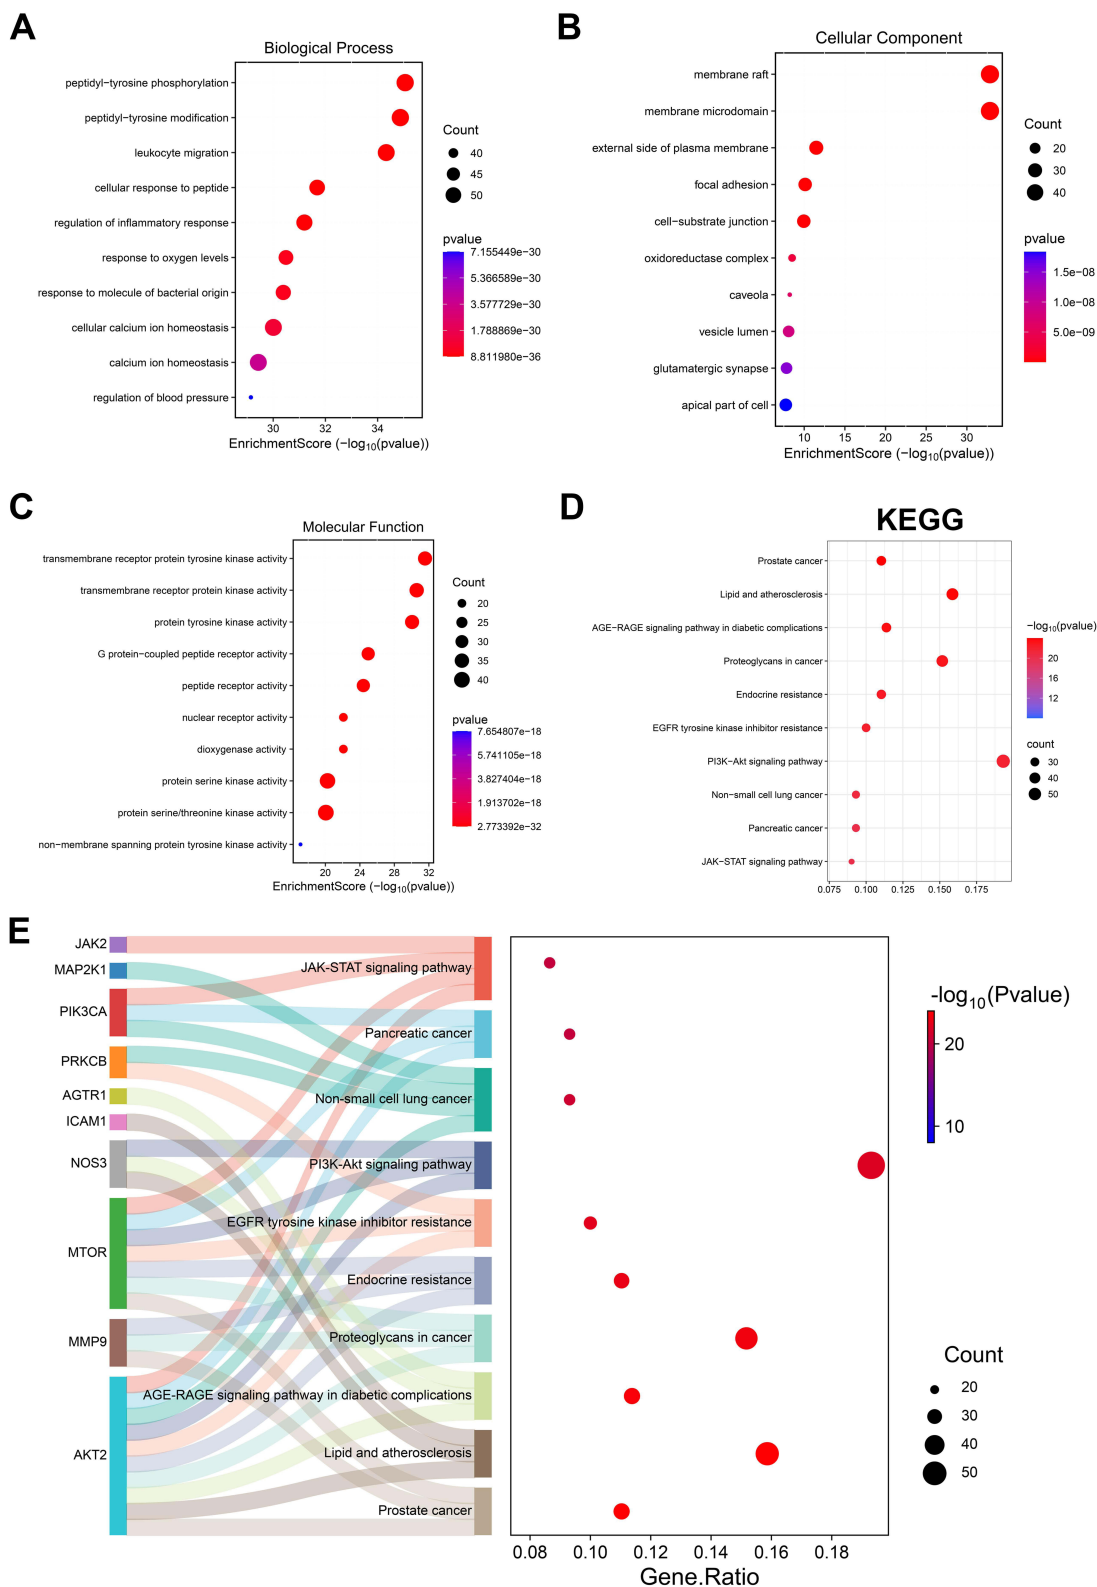 A
Biological Process
peptidyl−tyrosine phosphorylation
peptidyl−tyrosine modification
leukocyte migration
cellular response to peptide
regulation of inflammatory response
response to oxygen levels
response to molecule of bacterial origin
cellular calcium ion homeostasis
calcium ion homeostasis
regulation of blood pressure
30 32 34
EnrichmentScore (−log10(pvalue))
Count
40
45
50
pvalue
7.155449e−30
5.366589e−30
3.577729e−30
1.788869e−30
8.811980e−36
B
Cellular Component
membrane raft
membrane microdomain
external side of plasma membrane
focal adhesion
cell−substrate junction
oxidoreductase complex
caveola
vesicle lumen
glutamatergic synapse
apical part of cell
10 15 20 25 30
EnrichmentScore (−log10(pvalue))
Count
20
30
40
pvalue
1.5e−08
1.0e−08
5.0e−09
C
Molecular Function
transmembrane receptor protein tyrosine kinase activity
transmembrane receptor protein kinase activity
protein tyrosine kinase activity
G protein−coupled peptide receptor activity
peptide receptor activity
nuclear receptor activity
dioxygenase activity
protein serine kinase activity
protein serine/threonine kinase activity
non−membrane spanning protein tyrosine kinase activity
20 24 28 32
EnrichmentScore (−log10(pvalue))
Count
20
25
30
35
40
pvalue
7.654807e−18
5.741105e−18
3.827404e−18
1.913702e−18
2.773392e−32
D
KEGG
Prostate cancer
Lipid and atherosclerosis
AGE−RAGE signaling pathway in diabetic complications
Proteoglycans in cancer
Endocrine resistance
EGFR tyrosine kinase inhibitor resistance
PI3K−Akt signaling pathway
Non−small cell lung cancer
Pancreatic cancer
JAK−STAT signaling pathway
0.075 0.100 0.125 0.150 0.175
−log10(pvalue)
20
16
12
count
30
40
50
E
JAK2
MAP2K1
PIK3CA
PRKCB
AGTR1
ICAM1
NOS3
MTOR
MMP9
AKT2
JAK-STAT signaling pathway
Pancreatic cancer
Non-small cell lung cancer
PI3K-Akt signaling pathway
EGFR tyrosine kinase inhibitor resistance
Endocrine resistance
Proteoglycans in cancer
AGE-RAGE signaling pathway in diabetic complications
Lipid and atherosclerosis
Prostate cancer
0.08 0.10 0.12 0.14 0.16 0.18
Gene.Ratio
-log10(Pvalue)
20
10
Count
20
30
40
50